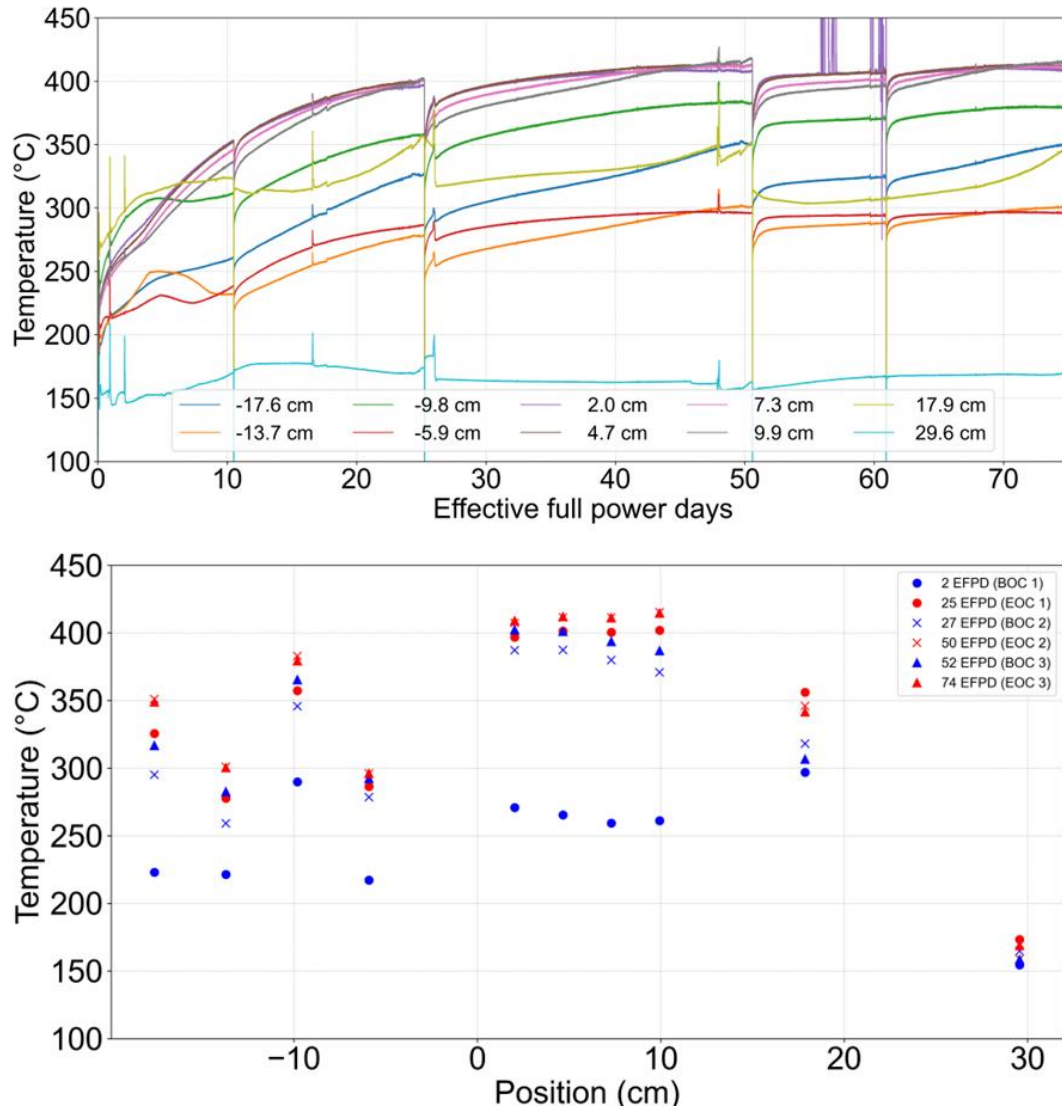 450
400
350
300
250
200
150
100
Temperature (°C)
-17.6 cm -9.8 cm 2.0 cm 7.3 cm 17.9 cm
-13.7 cm -5.9 cm 4.7 cm 9.9 cm 29.6 cm
0 10 20 30 40 50 60 70
Effective full power days
450
400
350
300
250
200
150
100
Temperature (°C)
2 EFPD (BOC 1)
25 EFPD (EOC 1)
27 EFPD (BOC 2)
50 EFPD (EOC 2)
52 EFPD (BOC 3)
74 EFPD (EOC 3)
−10 0 10 20 30
Position (cm)